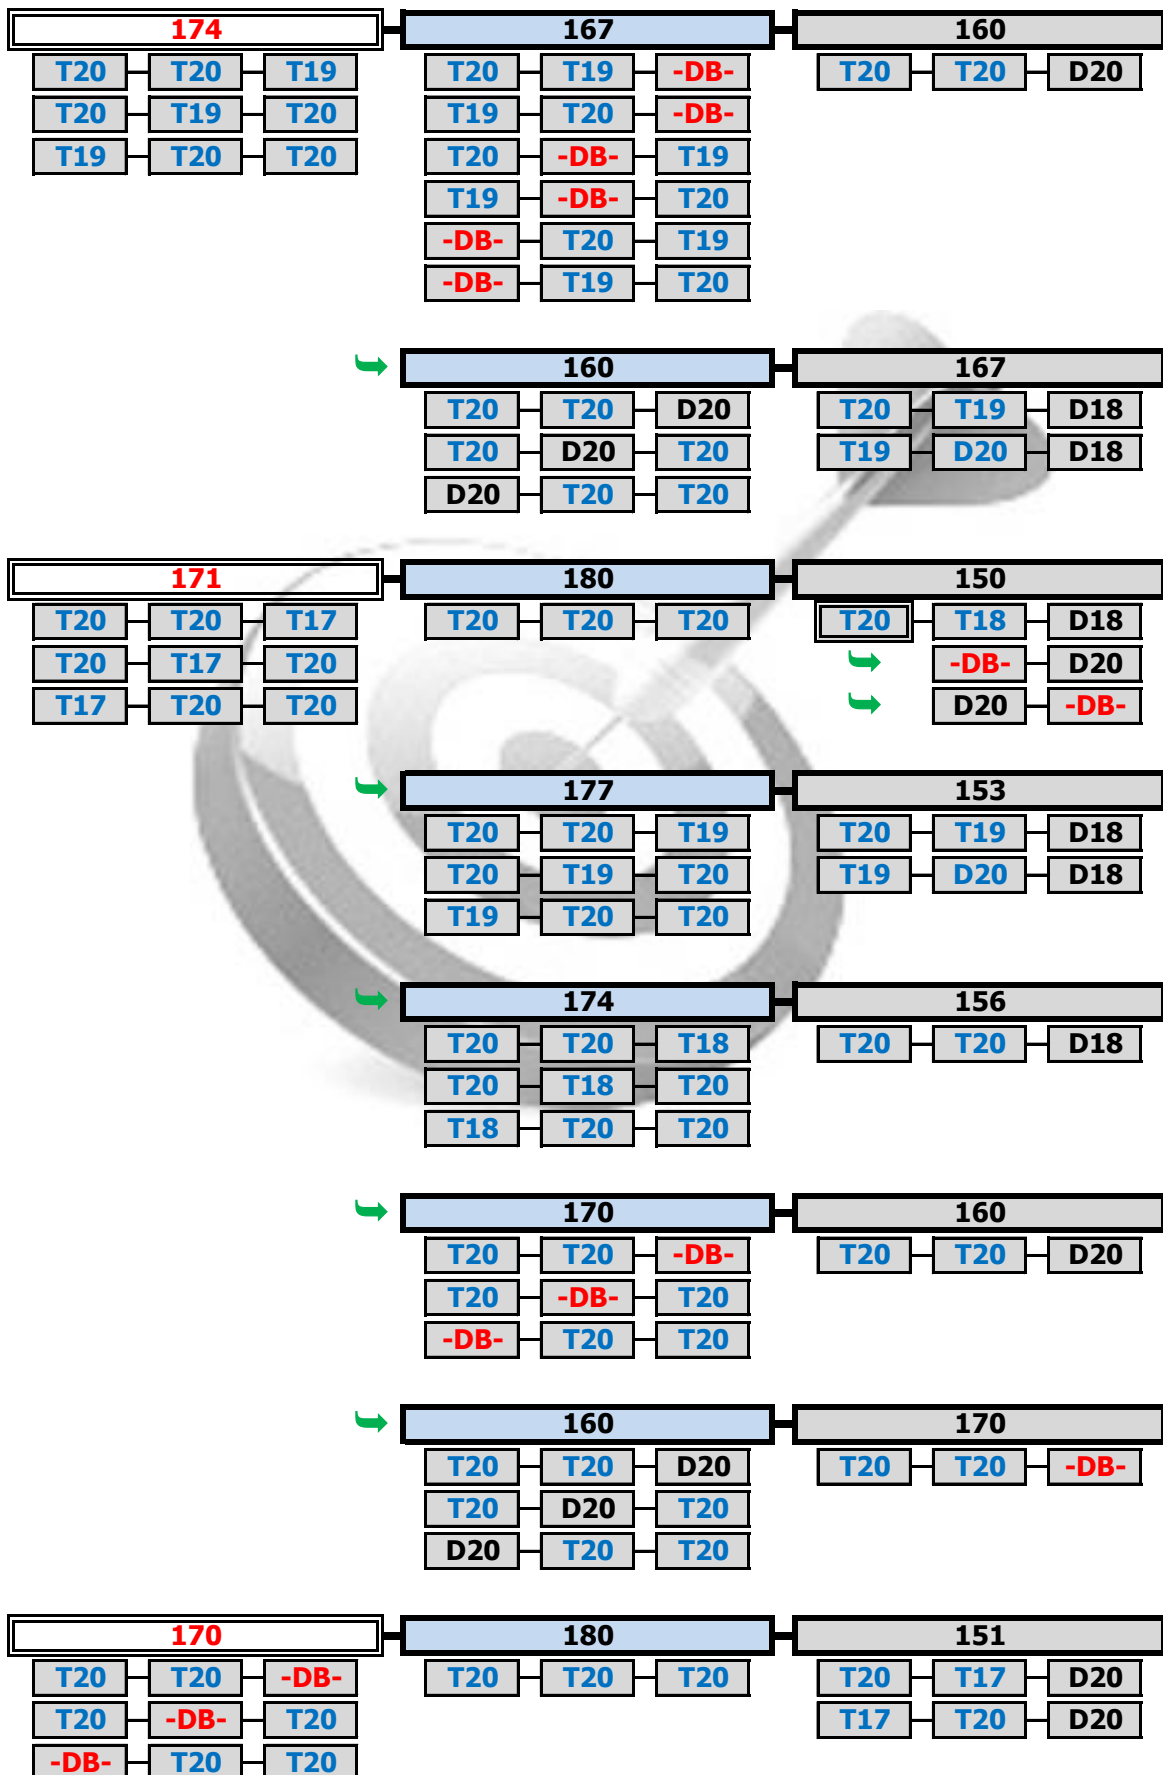 174 167 160
T20 T20 T19 T20 T19 -DB- T20 T20 D20
T20 T19 T20 T19 T20 -DB-
T19 T20 T20 T20 -DB- T19
T19 -DB- T20
-DB- T20 T19
-DB- T19 T20
160 167
T20 T20 D20 T20 T19 D18
T20 D20 T20 T19 D20 D18
D20 T20 T20
171 180 150
T20 T20 T17 T20 T20 T20 T20 T18 D18
T20 T17 T20 -DB- D20
T17 T20 T20 D20 -DB-
177 153
T20 T20 T19 T20 T19 D18
T20 T19 T20 T19 D20 D18
T19 T20 T20
174 156
T20 T20 T18 T20 T20 D18
T20 T18 T20
T18 T20 T20
170 160
T20 T20 -DB- T20 T20 D20
T20 -DB- T20
-DB- T20 T20
160 170
T20 T20 D20 T20 T20 -DB-
T20 D20 T20
D20 T20 T20
170 180 151
T20 T20 -DB- T20 T20 T20 T20 T17 D20
T20 -DB- T20 T17 T20 D20
-DB- T20 T20